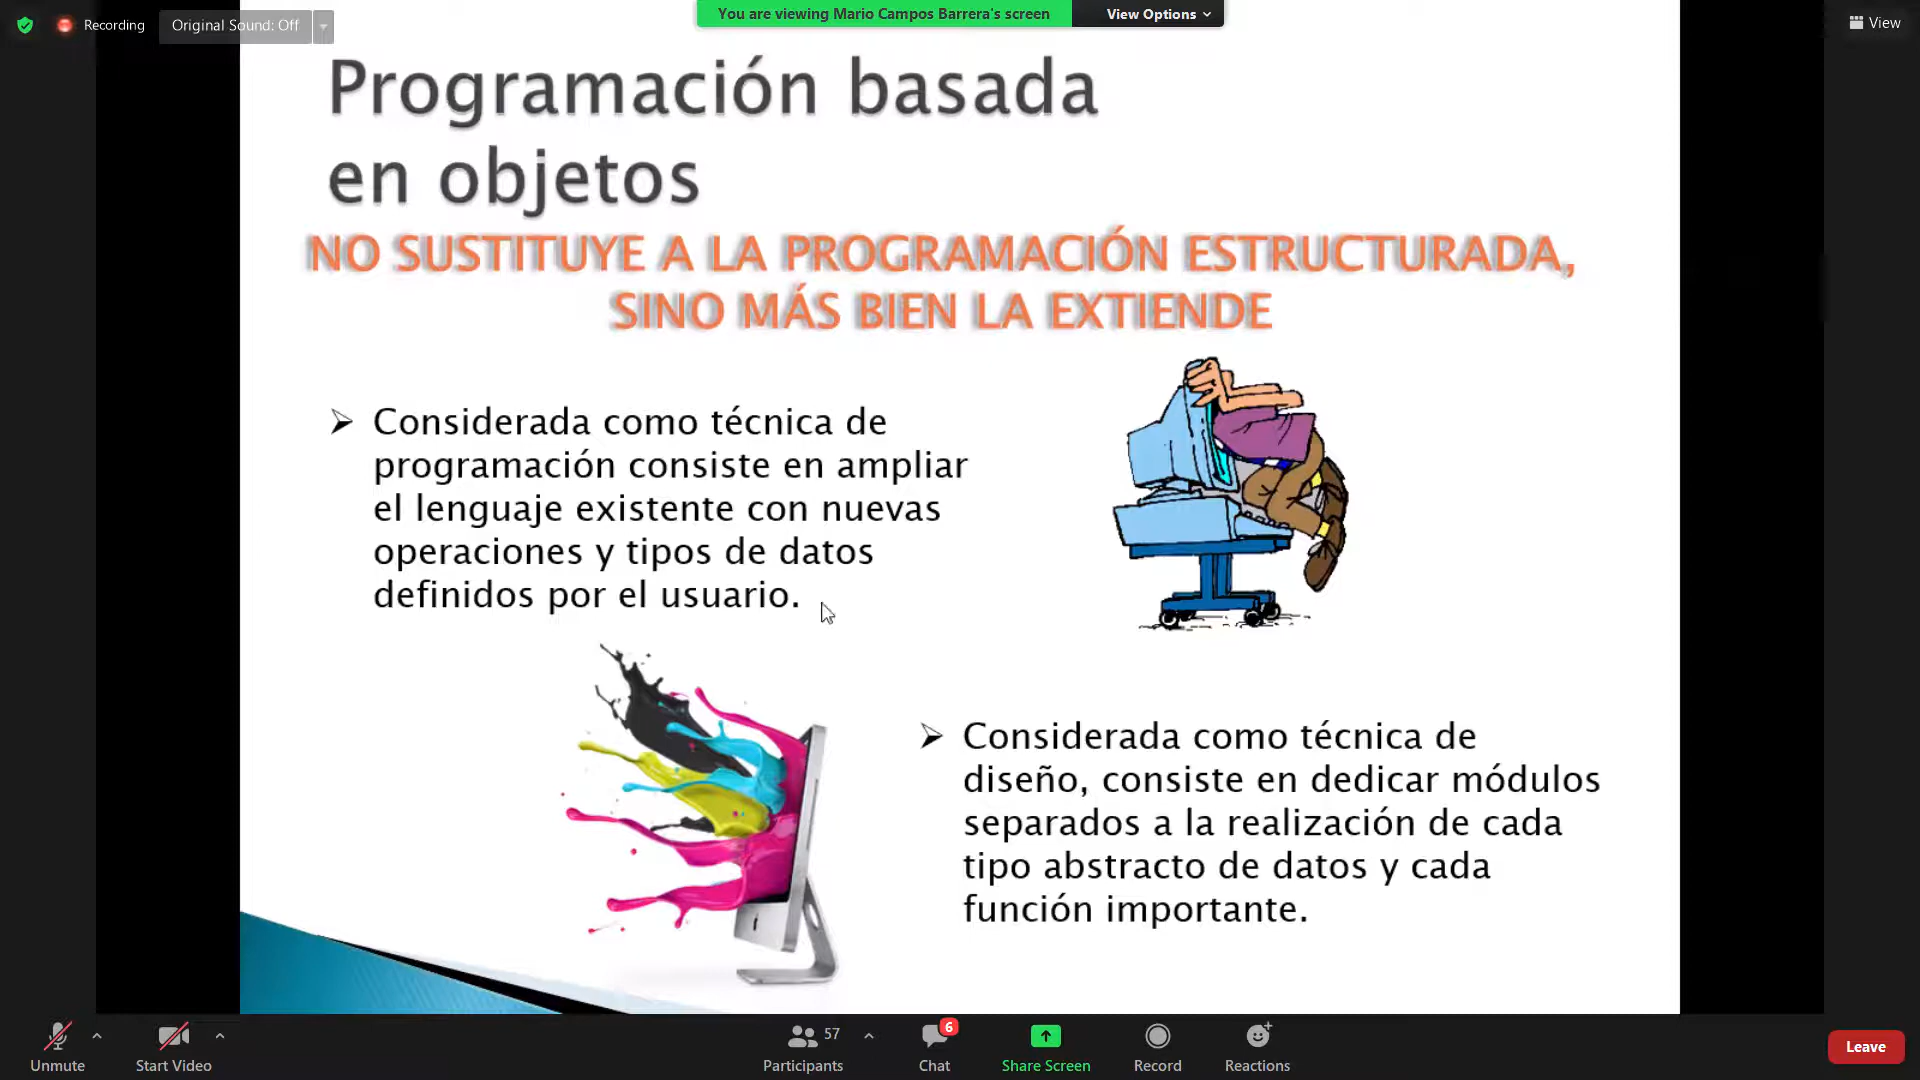 Recording
Original Sound: Off
You are viewing Mario Campos Barrera's screen
View Options
View
Programación basada
en objetos
NO SUSTITUYE A LA PROGRAMACIÓN ESTRUCTURADA,
SINO MÁS BIEN LA EXTIENDE
Considerada como técnica de
programación consiste en ampliar
el lenguaje existente con nuevas
operaciones y tipos de datos
definidos por el usuario.
Considerada como técnica de
diseño, consiste en dedicar módulos
separados a la realización de cada
tipo abstracto de datos y cada
función importante.
Unmute
Start Video
57
Participants
6
Chat
Share Screen
Record
Reactions
Leave